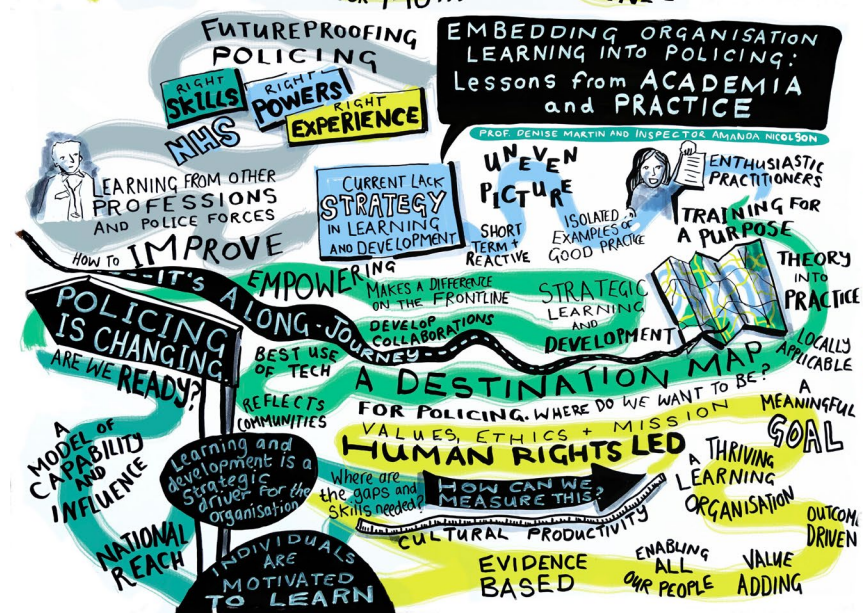 FUTUREPROOFING
POLICING
RIGHT
SKILLS
RIGHT
POWERS
RIGHT
EXPERIENCE
NHS
EMBEDDING ORGANISATION
LEARNING INTO POLICING:
Lessons from ACADEMIA
and PRACTICE
PROF. DENISE MARTIN AND INSPECTOR AMANDA NICOLSON
LEARNING FROM OTHER
PROFESSIONS
AND POLICE FORCES
HOW TO IMPROVE
CURRENT LACK
STRATEGY
IN LEARNING
AND DEVELOPMENT
UNEVEN
PICTURE
SHORT
TERM +
REACTIVE
ISOLATED
EXAMPLES OF
GOOD PRACTICE
ENTHUSIASTIC
PRACTITIONERS
TRAINING FOR
A PURPOSE
THEORY
INTO
PRACTICE
LOCALLY
APPLICABLE
IT'S A LONG-JOURNEY
EMPOWERING
MAKES A DIFFERENCE
ON THE FRONTLINE
DEVELOP
COLLABORATIONS
STRATEGIC
LEARNING
AND
DEVELOPMENT
POLICING
IS CHANGING
ARE WE READY?
BEST USE
OF TECH
REFLECTS
COMMUNITIES
A DESTINATION MAP
FOR POLICING. WHERE DO WE WANT TO BE?
VALUES, ETHICS + MISSION
HUMAN RIGHTS LED
A
MEANINGFUL
GOAL
A
MODEL OF
CAPABILITY
AND
INFLUENCE
Learning and
development is a
Strategic
driver for the
organisation
Where are
the gaps and
skills needed?
HOW CAN WE
MEASURE THIS?
CULTURAL PRODUCTIVITY
A THRIVING
LEARNING
ORGANISATION
DRIVEN
NATIONAL
REACH
INDIVIDUALS
ARE
MOTIVATED
TO LEARN
EVIDENCE
BASED
ENABLING
ALL
OUR PEOPLE
VALUE
ADDING